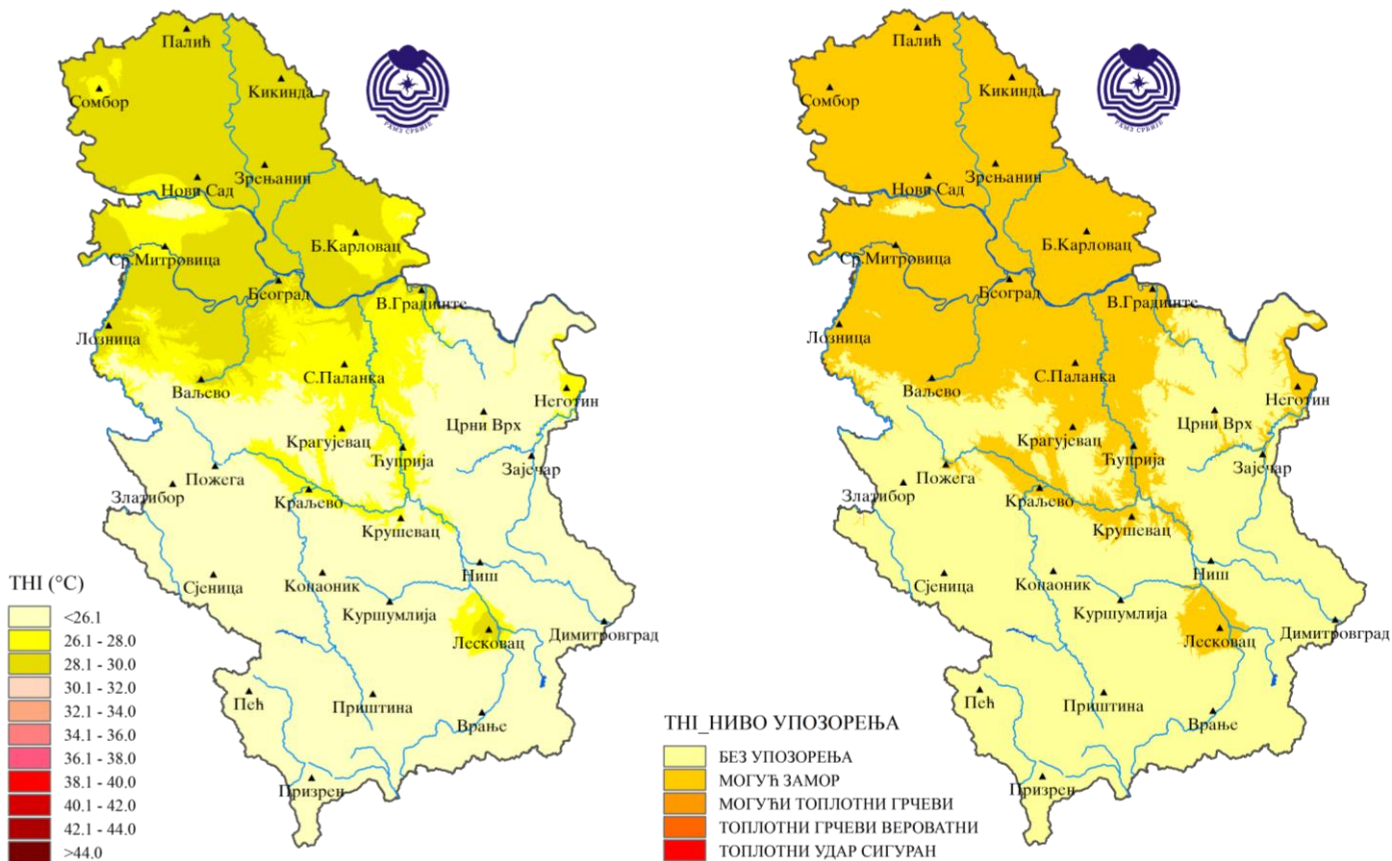 Палић
Кикинда
Сомбор
РХМЗ СРБИЈЕ
Зрењанин
Нови Сад
Б.Карловац
Ср.Митровица
Београд
В.Градиште
Лозница
С.Паланка
Ваљево
Неготин
Црни Врх
Крагујевац
Ћуприја
Зајечар
Пожега
Златибор
Краљево
Крушевац
Ниш
Сјеница
Копаоник
Куршумлија
Димитровград
Лесковац
Пећ
Приштина
Врање
Призрен
THI (°C)
<26.1
26.1 - 28.0
28.1 - 30.0
30.1 - 32.0
32.1 - 34.0
34.1 - 36.0
36.1 - 38.0
38.1 - 40.0
40.1 - 42.0
42.1 - 44.0
>44.0
Палић
Кикинда
Сомбор
РХМЗ СРБИЈЕ
Зрењанин
Нови Сад
Б.Карловац
Ср.Митровица
Београд
В.Градиште
Лозница
С.Паланка
Ваљево
Неготин
Црни Врх
Крагујевац
Ћуприја
Зајечар
Пожега
Златибор
Краљево
Крушевац
Ниш
Сјеница
Копаоник
Куршумлија
Димитровград
Лесковац
Пећ
Приштина
Врање
Призрен
THI_НИВО УПОЗОРЕЊА
БЕЗ УПОЗОРЕЊА
МОГУЋ ЗАМОР
МОГУЋИ ТОПЛОТНИ ГРЧЕВИ
ТОПЛОТНИ ГРЧЕВИ ВЕРОВАТНИ
ТОПЛОТНИ УДАР СИГУРАН